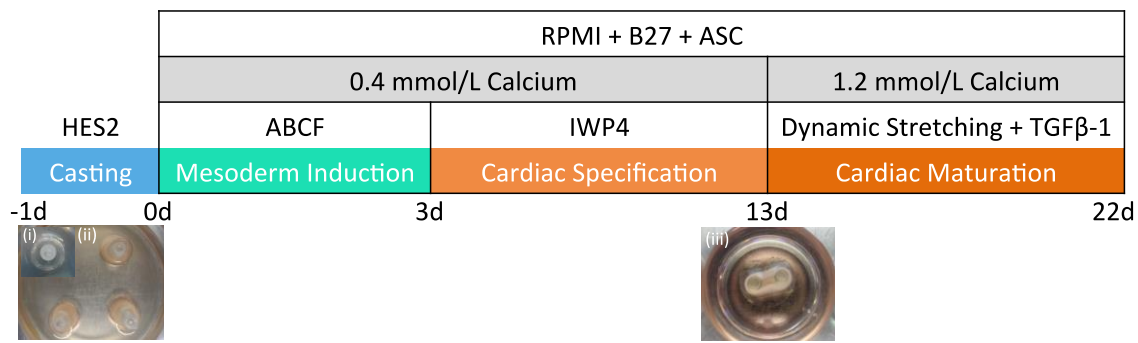 RPMI + B27 + ASC
0.4 mmol/L Calcium
1.2 mmol/L Calcium
HES2
ABCF
IWP4
Dynamic Stretching + TGFβ-1
Casting
Mesoderm Induction
Cardiac Specification
Cardiac Maturation
-1d
0d
3d
13d
22d
(i)
(ii)
(iii)